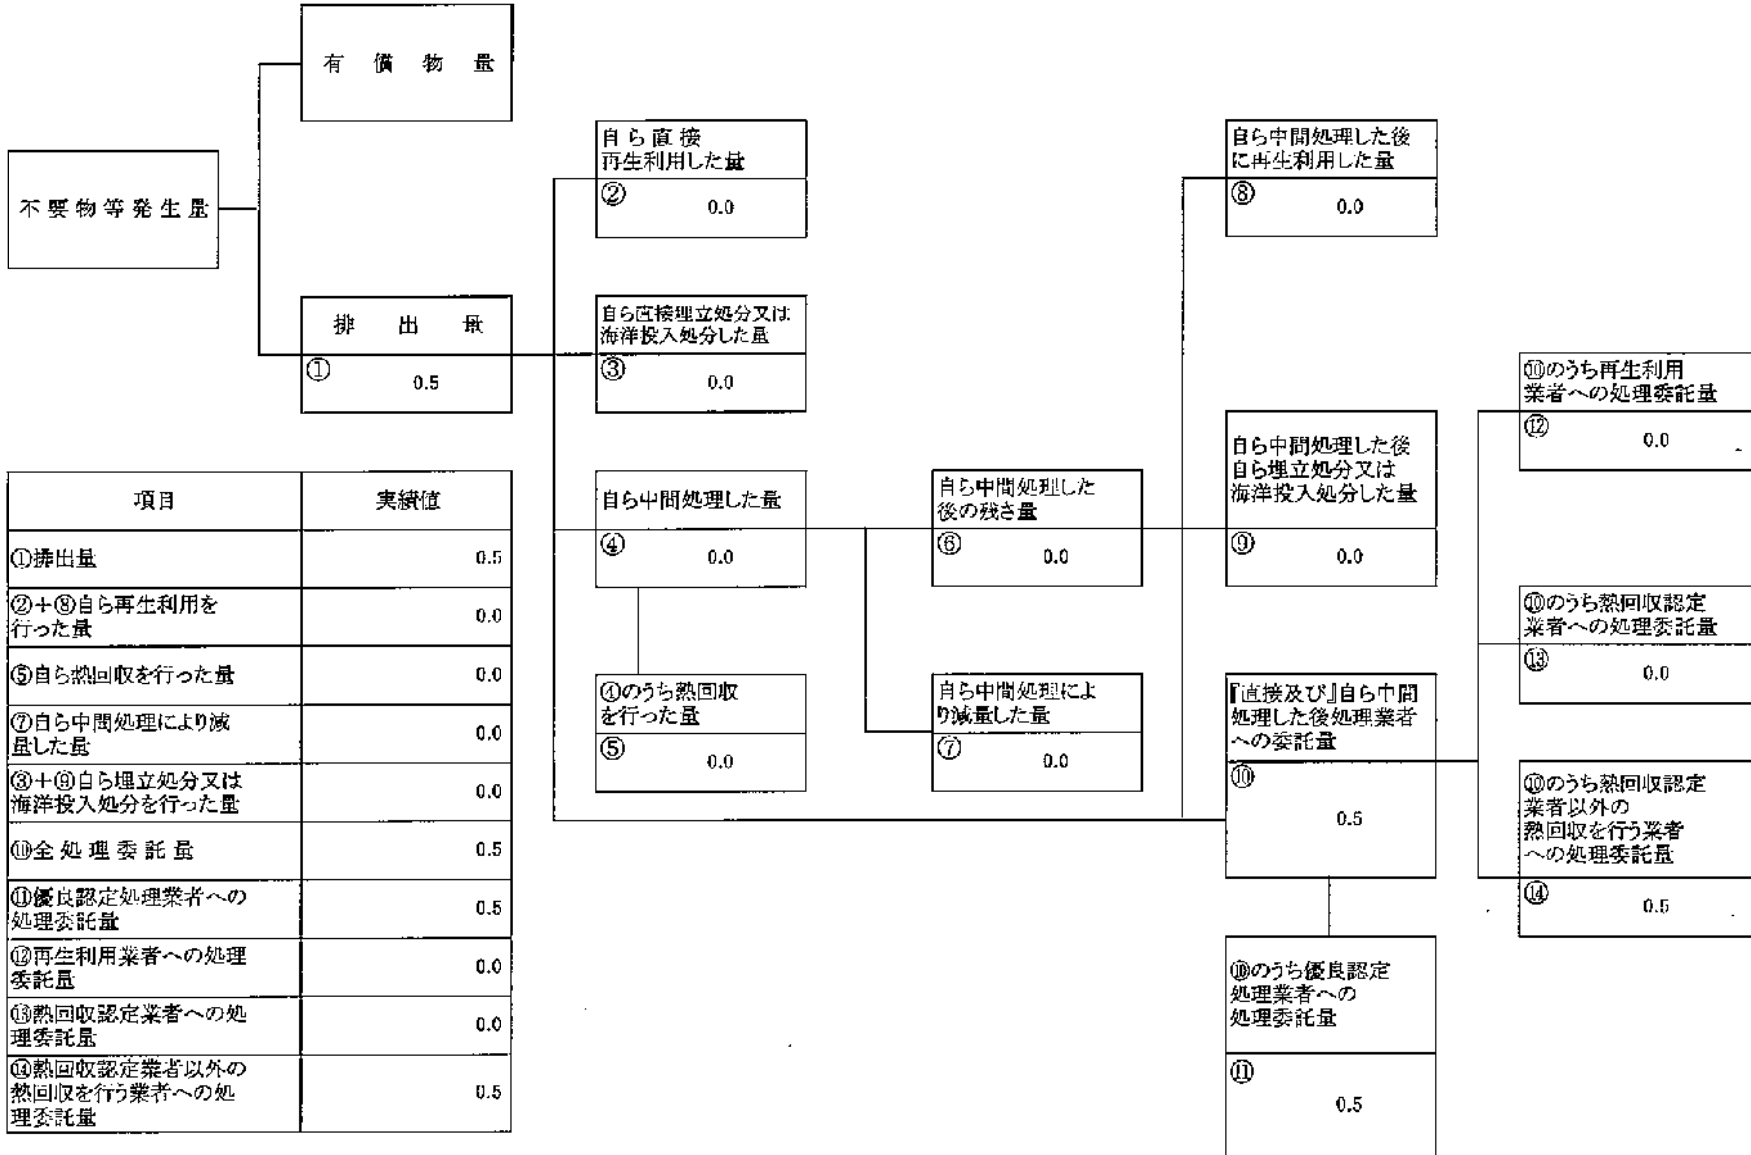 有償物量
不要物等発生量
排出量
① 0.5
自ら直接
再生利用した量
② 0.0
自ら直接埋立処分又は
海洋投入処分した量
③ 0.0
自ら中間処理した量
④ 0.0
④のうち熱回収
を行った量
⑤ 0.0
自ら中間処理した
後の残さ量
⑥ 0.0
自ら中間処理によ
り減量した量
⑦ 0.0
自ら中間処理した後
に再生利用した量
⑧ 0.0
自ら中間処理した後
自ら埋立処分又は
海洋投入処分した量
⑨ 0.0
『直接及び』自ら中間
処理した後処理業者
への委託量
⑩
0.5
⑩のうち優良認定
処理業者への
処理委託量
⑪
0.5
⑩のうち再生利用
業者への処理委託量
⑫ 0.0
⑩のうち熱回収認定
業者への処理委託量
⑬ 0.0
⑩のうち熱回収認定
業者以外の
熱回収を行う業者
への処理委託量
⑭ 0.5
項目 実績値
①排出量 0.5
②+⑧自ら再生利用を
行った量 0.0
⑤自ら熱回収を行った量 0.0
⑦自ら中間処理により減
量した量 0.0
③+⑨自ら埋立処分又は
海洋投入処分を行った量 0.0
⑩全処理委託量 0.5
⑪優良認定処理業者への
処理委託量 0.5
⑫再生利用業者への処理
委託量 0.0
⑬熱回収認定業者への処
理委託量 0.0
⑭熱回収認定業者以外の
熱回収を行う業者への処
理委託量 0.5